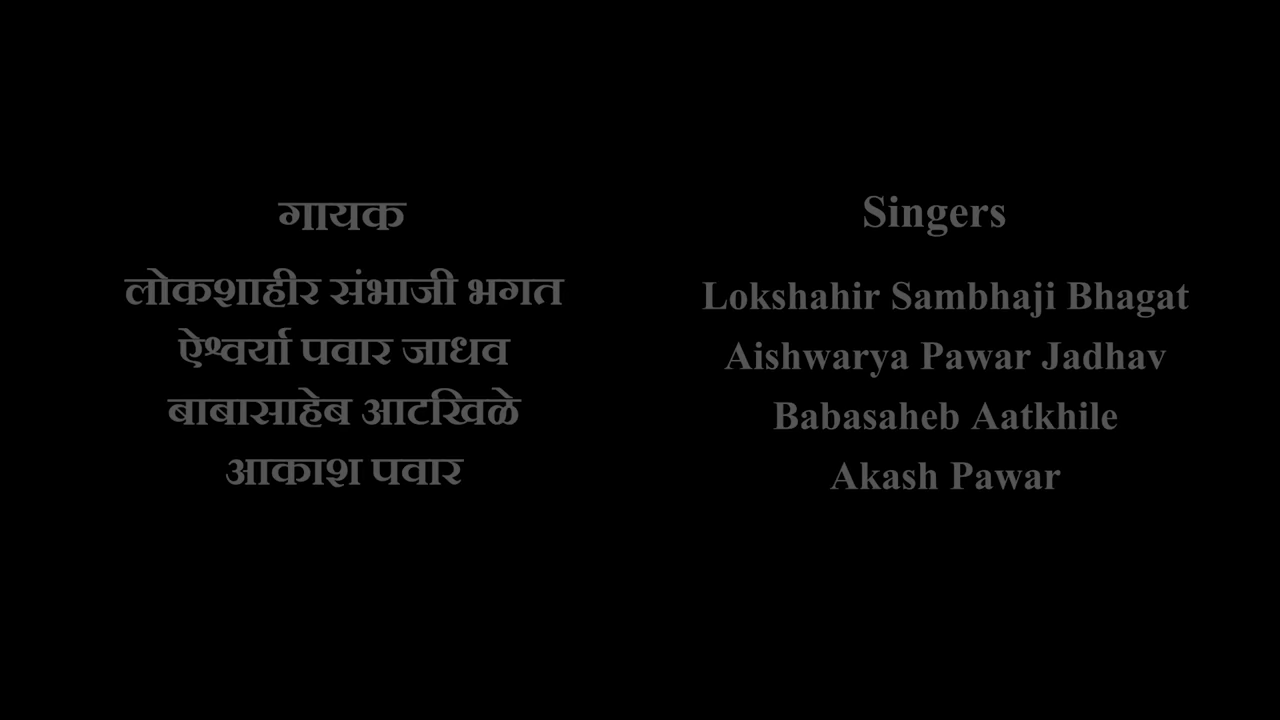 गायक
लोकशाहीर संभाजी भगत
ऐश्वर्या पवार जाधव
बाबासाहेब आटखिळे
आकाश पवार
Singers
Lokshahir Sambhaji Bhagat
Aishwarya Pawar Jadhav
Babasaheb Aatkhile
Akash Pawar